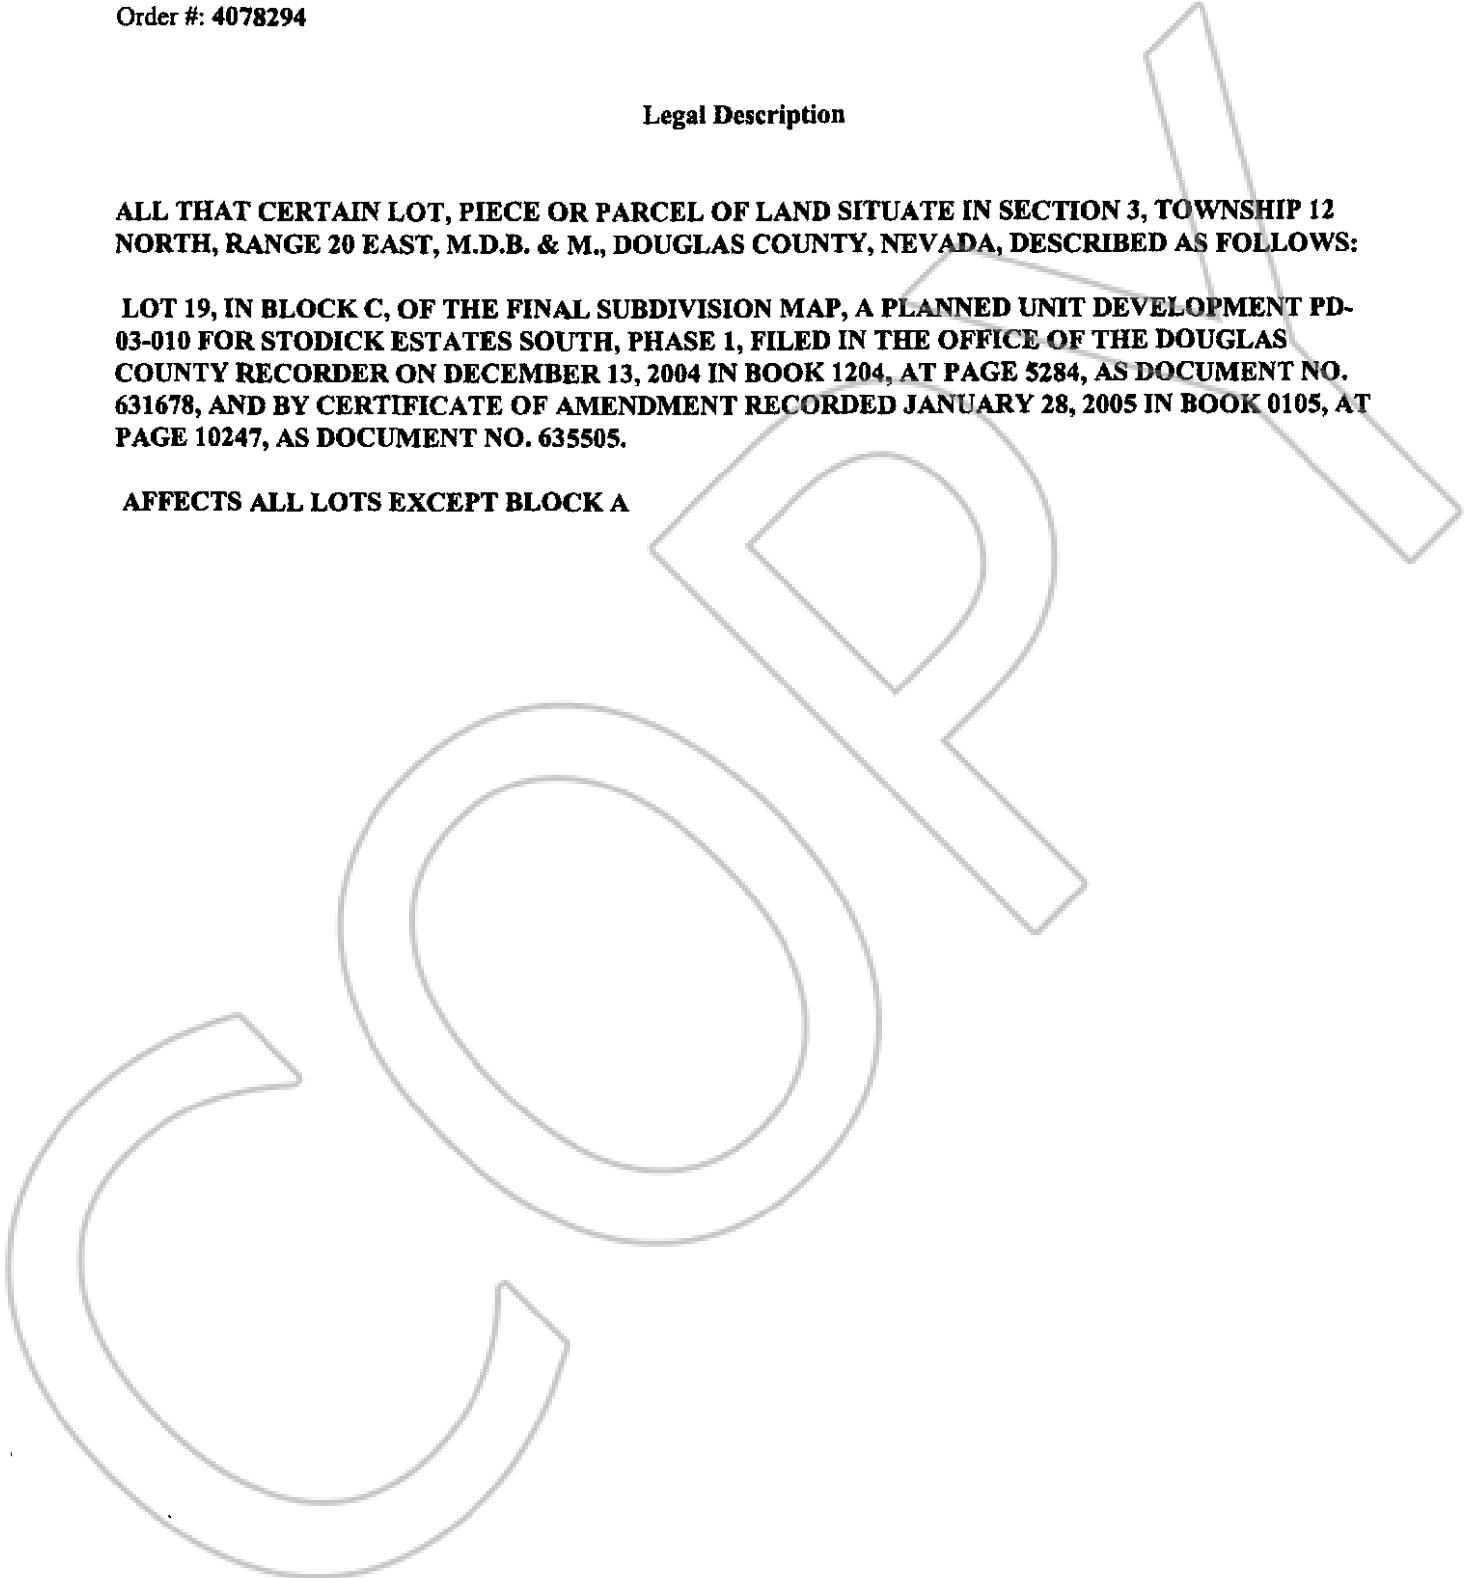 Order #: 4078294
Legal Description
ALL THAT CERTAIN LOT, PIECE OR PARCEL OF LAND SITUATE IN SECTION 3, TOWNSHIP 12
NORTH, RANGE 20 EAST, M.D.B. & M., DOUGLAS COUNTY, NEVADA, DESCRIBED AS FOLLOWS:
LOT 19, IN BLOCK C, OF THE FINAL SUBDIVISION MAP, A PLANNED UNIT DEVELOPMENT PD-
03-010 FOR STODICK ESTATES SOUTH, PHASE 1, FILED IN THE OFFICE OF THE DOUGLAS
COUNTY RECORDER ON DECEMBER 13, 2004 IN BOOK 1204, AT PAGE 5284, AS DOCUMENT NO.
631678, AND BY CERTIFICATE OF AMENDMENT RECORDED JANUARY 28, 2005 IN BOOK 0105, AT
PAGE 10247, AS DOCUMENT NO. 635505.
AFFECTS ALL LOTS EXCEPT BLOCK A
COPY